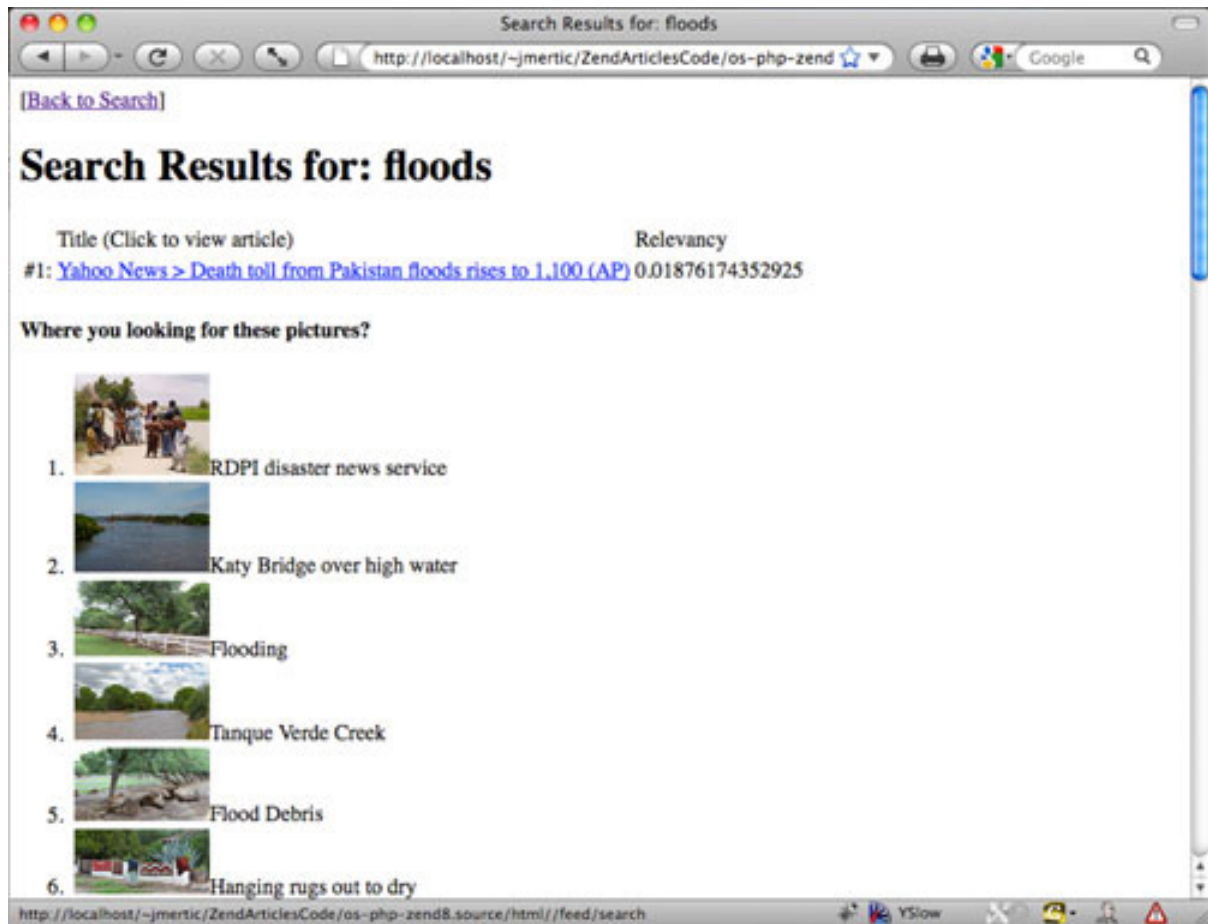 Search Results for: floods
http://localhost/~jmertic/ZendArticlesCode/os-php-zend
Google
[Back to Search]
Search Results for: floods
Title (Click to view article) Relevancy
#1: Yahoo News > Death toll from Pakistan floods rises to 1,100 (AP) 0.01876174352925
Where you looking for these pictures?
1. RDPI disaster news service
2. Katy Bridge over high water
3. Flooding
4. Tanque Verde Creek
5. Flood Debris
6. Hanging rugs out to dry
http://localhost/~jmertic/ZendArticlesCode/os-php-zend8.source/html//feed/search YSlow